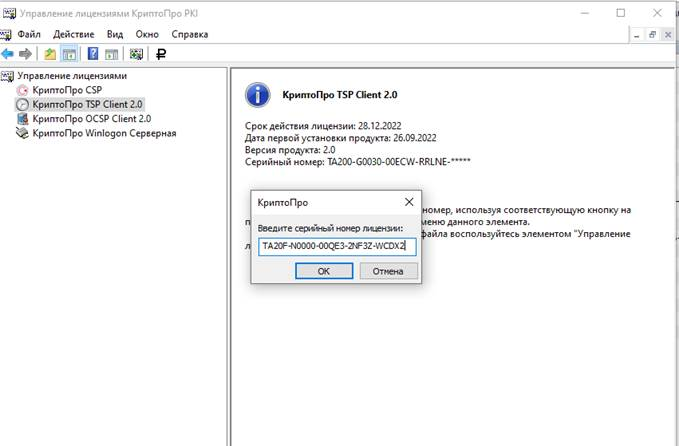 Управление лицензиями КриптоПро PKI
Файл Действие Вид Окно Справка
Управление лицензиями
КриптоПро CSP
КриптоПро TSP Client 2.0
КриптоПро OCSP Client 2.0
КриптоПро Winlogon Серверная
КриптоПро TSP Client 2.0
Срок действия лицензии: 28.12.2022
Дата первой установки продукта: 26.09.2022
Версия продукта: 2.0
Серийный номер: TA200-G0030-00ECW-RRLNE-*****
номер, используя соответствующую кнопку на
п меню данного элемента.
файла воспользуйтесь элементом "Управление
л
КриптоПро
Введите серийный номер лицензии:
TA20F-N0000-00QE3-2NF3Z-WCDX2
OK Отмена